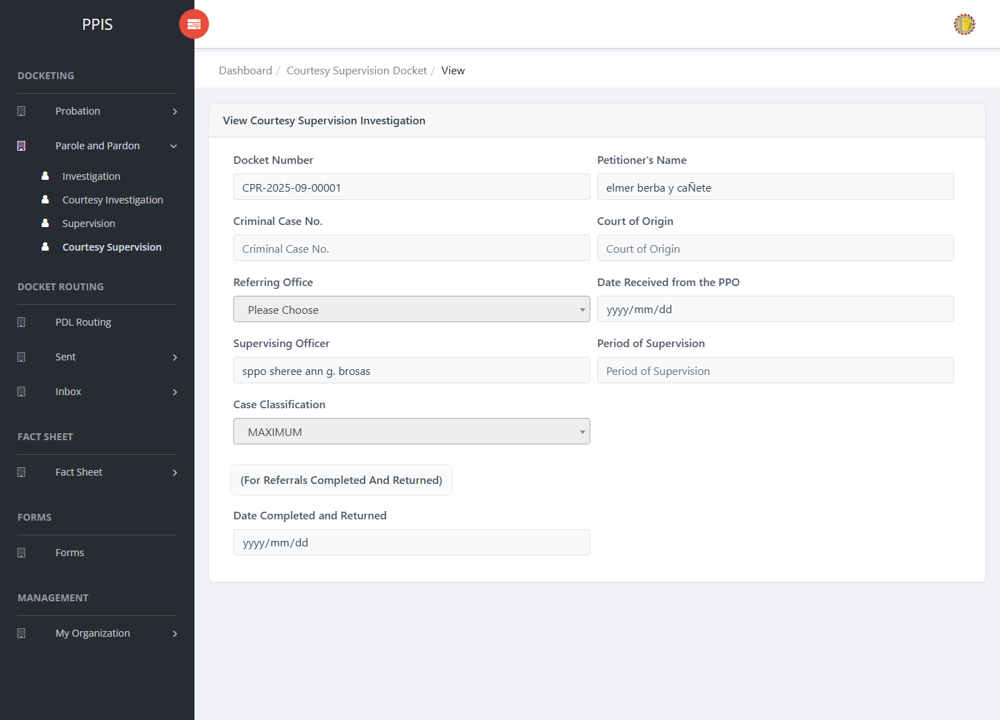 PPIS
DOCKETING
Probation
Parole and Pardon
Investigation
Courtesy Investigation
Supervision
Courtesy Supervision
DOCKET ROUTING
PDL Routing
Sent
Inbox
FACT SHEET
Fact Sheet
FORMS
Forms
MANAGEMENT
My Organization
Dashboard / Courtesy Supervision Docket / View
View Courtesy Supervision Investigation
Docket Number
CPR-2025-09-00001
Petitioner's Name
elmer berba y caÑete
Criminal Case No.
Criminal Case No.
Court of Origin
Court of Origin
Referring Office
Please Choose
Date Received from the PPO
yyyy/mm/dd
Supervising Officer
sppo sheree ann g. brosas
Period of Supervision
Period of Supervision
Case Classification
MAXIMUM
(For Referrals Completed And Returned)
Date Completed and Returned
yyyy/mm/dd